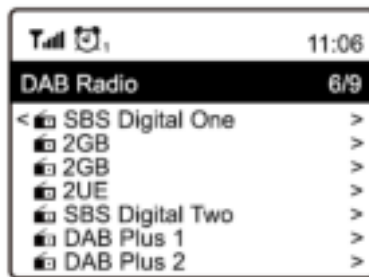 1 11:06
DAB Radio 6/9
< SBS Digital One >
2GB >
2GB >
2UE >
SBS Digital Two >
DAB Plus 1 >
DAB Plus 2 >